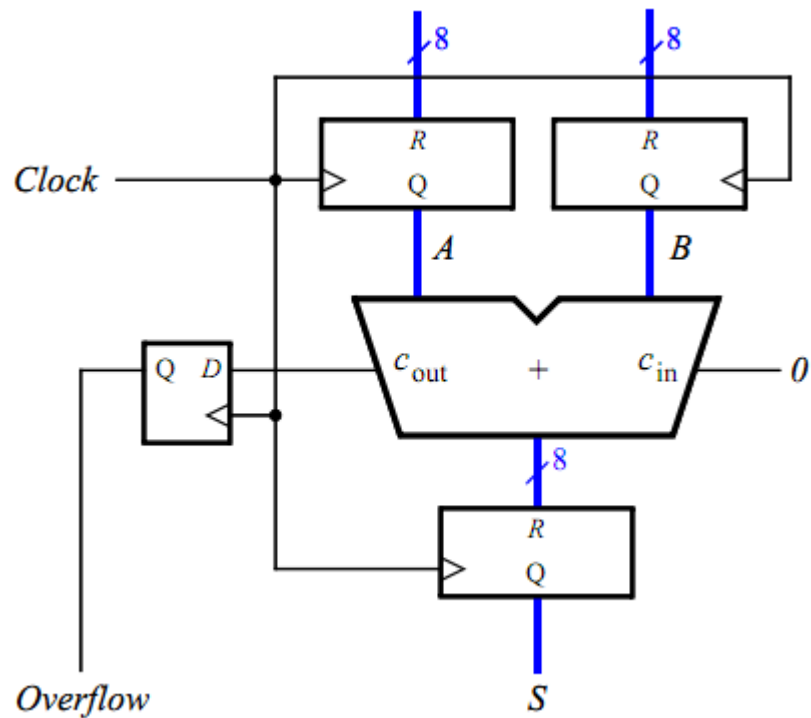 8 8
R R
Clock Q Q
A B
Q D c_out + c_in 0
8
R
Q
Overflow S